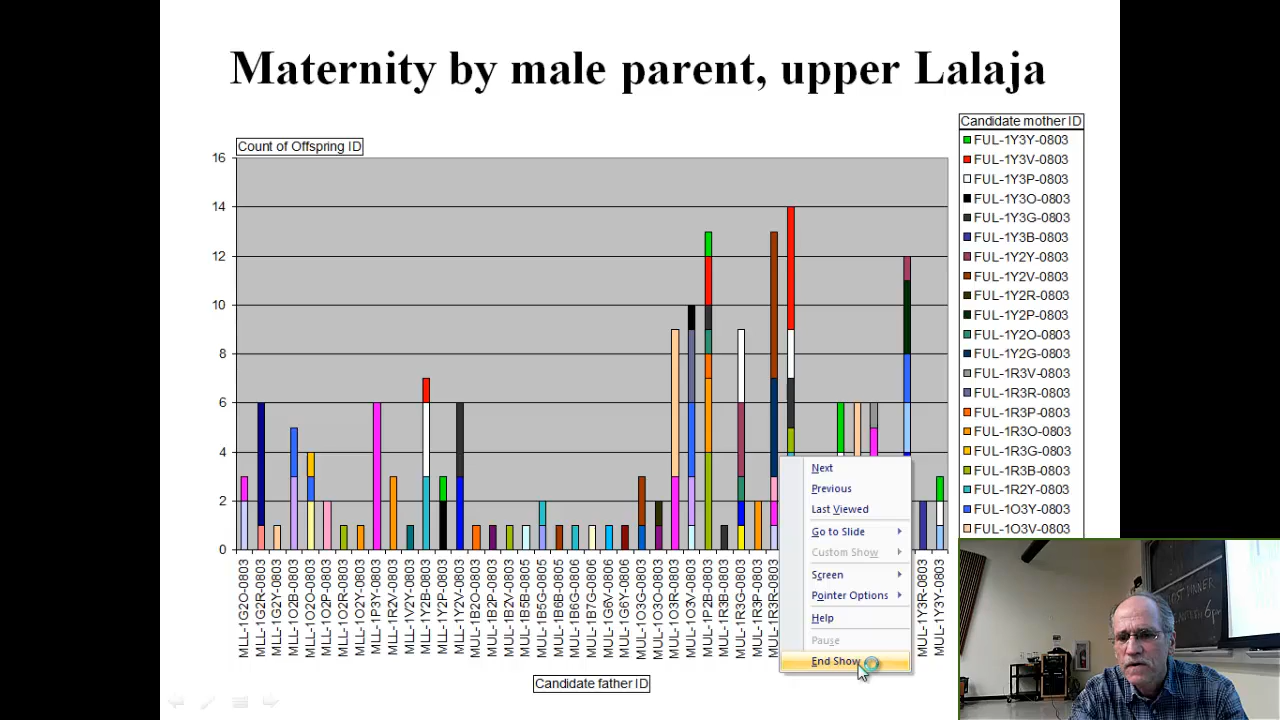 Maternity by male parent, upper Lalaja
Candidate mother ID
Count of Offspring ID
FUL-1Y3Y-0803
FUL-1Y3V-0803
FUL-1Y3P-0803
FUL-1Y3O-0803
FUL-1Y3G-0803
FUL-1Y3B-0803
FUL-1Y2Y-0803
FUL-1Y2V-0803
FUL-1Y2R-0803
FUL-1Y2P-0803
FUL-1Y2O-0803
FUL-1Y2G-0803
FUL-1R3V-0803
FUL-1R3R-0803
FUL-1R3P-0803
FUL-1R3O-0803
FUL-1R3G-0803
FUL-1R3B-0803
FUL-1R2Y-0803
FUL-1O3Y-0803
FUL-1O3V-0803
16
14
12
10
8
6
4
2
0
Next
Previous
Last Viewed
Go to Slide
Custom Show
Screen
Pointer Options
Help
Pause
End Show
MLL-1G2O-0803
MLL-1G2R-0803
MLL-1G2Y-0803
MLL-1O2B-0803
MLL-1O2O-0803
MLL-1O2P-0803
MLL-1O2R-0803
MLL-1O2Y-0803
MLL-1P3Y-0803
MLL-1R2V-0803
MLL-1Y2Y-0803
MLL-1Y2B-0803
MLL-1Y2P-0803
MLL-1Y2V-0803
MUL-1B2O-0803
MUL-1B2P-0803
MUL-1B2V-0803
MUL-1B5B-0805
MUL-1B5G-0805
MUL-1B6B-0805
MUL-1B6G-0806
MUL-1B7G-0806
MUL-1G6V-0806
MUL-1G6Y-0806
MUL-1O3G-0803
MUL-1O3O-0803
MUL-1O3R-0803
MUL-1O3V-0803
MUL-1P2B-0803
MUL-1R3B-0803
MUL-1R3G-0803
MUL-1R3P-0803
MUL-1R3R-0803
MUL-1Y3R-0803
MUL-1Y3Y-0803
Candidate father ID
DINNER
6pm